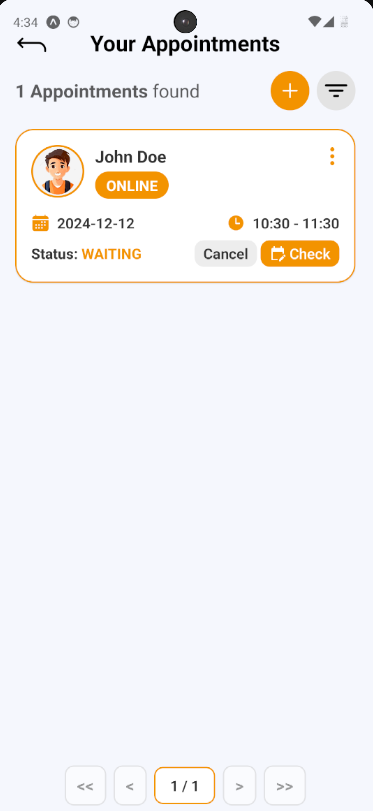 4:34
Your Appointments
1 Appointments found
John Doe
ONLINE
2024-12-12 10:30 - 11:30
Status: WAITING Cancel Check
<< < 1 / 1 > >>